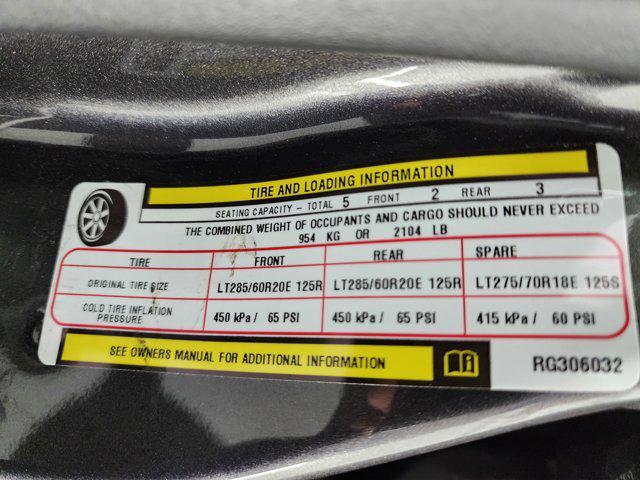 TIRE AND LOADING INFORMATION
SEATING CAPACITY - TOTAL 5 FRONT 2 REAR 3
THE COMBINED WEIGHT OF OCCUPANTS AND CARGO SHOULD NEVER EXCEED
954 KG OR 2104 LB
TIRE FRONT REAR SPARE
ORIGINAL TIRE SIZE LT285/60R20E 125R LT285/60R20E 125R LT275/70R18E 125S
COLD TIRE INFLATION PRESSURE 450 kPa / 65 PSI 450 kPa / 65 PSI 415 kPa / 60 PSI
SEE OWNERS MANUAL FOR ADDITIONAL INFORMATION
RG306032